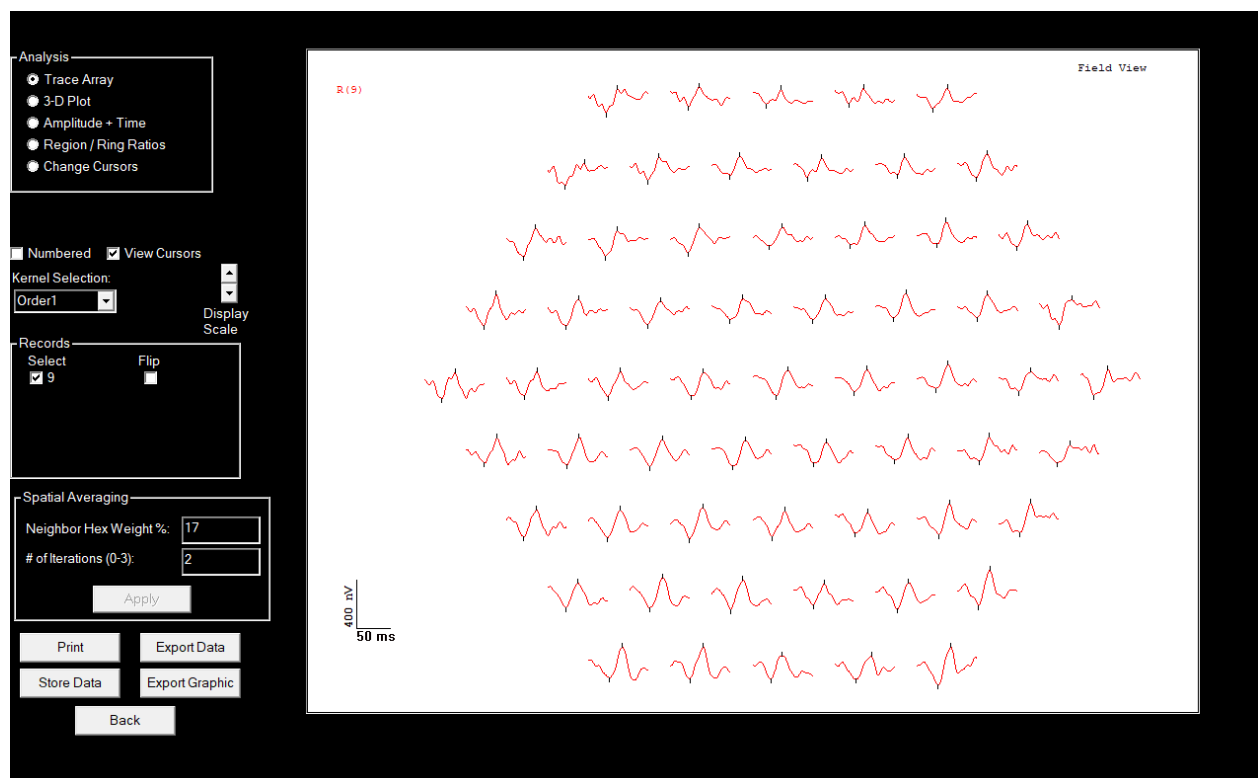 Analysis
Trace Array
3-D Plot
Amplitude + Time
Region / Ring Ratios
Change Cursors
Numbered View Cursors
Kernel Selection:
Order1
Display
Scale
Records
Select Flip
9
Spatial Averaging
Neighbor Hex Weight %: 17
# of Iterations (0-3): 2
Apply
Print Export Data
Store Data Export Graphic
Back
Field View
R(9)
400 nV
50 ms